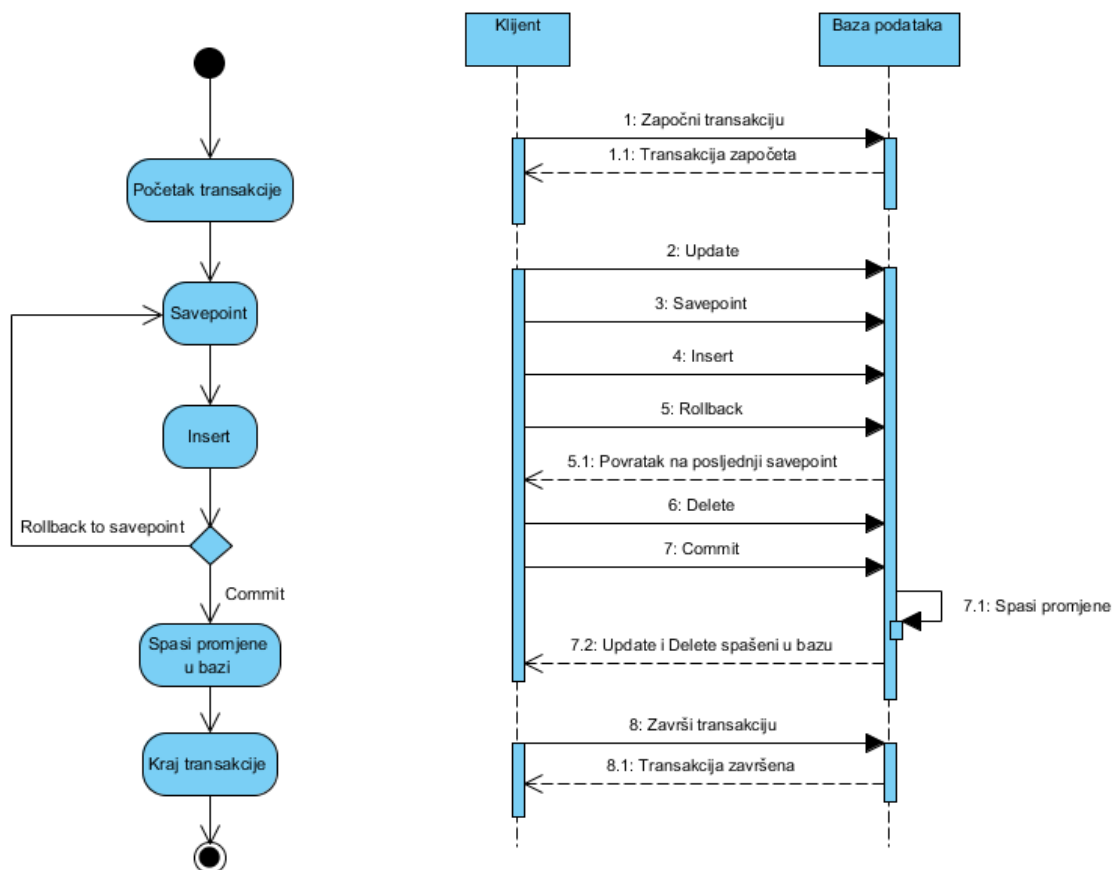 Početak transakcije
Savepoint
Insert
Rollback to savepoint
Commit
Spasi promjene
u bazi
Kraj transakcije
Klijent
Baza podataka
1: Započni transakciju
1.1: Transakcija započeta
2: Update
3: Savepoint
4: Insert
5: Rollback
5.1: Povratak na posljednji savepoint
6: Delete
7: Commit
7.1: Spasi promjene
7.2: Update i Delete spašeni u bazu
8: Završi transakciju
8.1: Transakcija završena